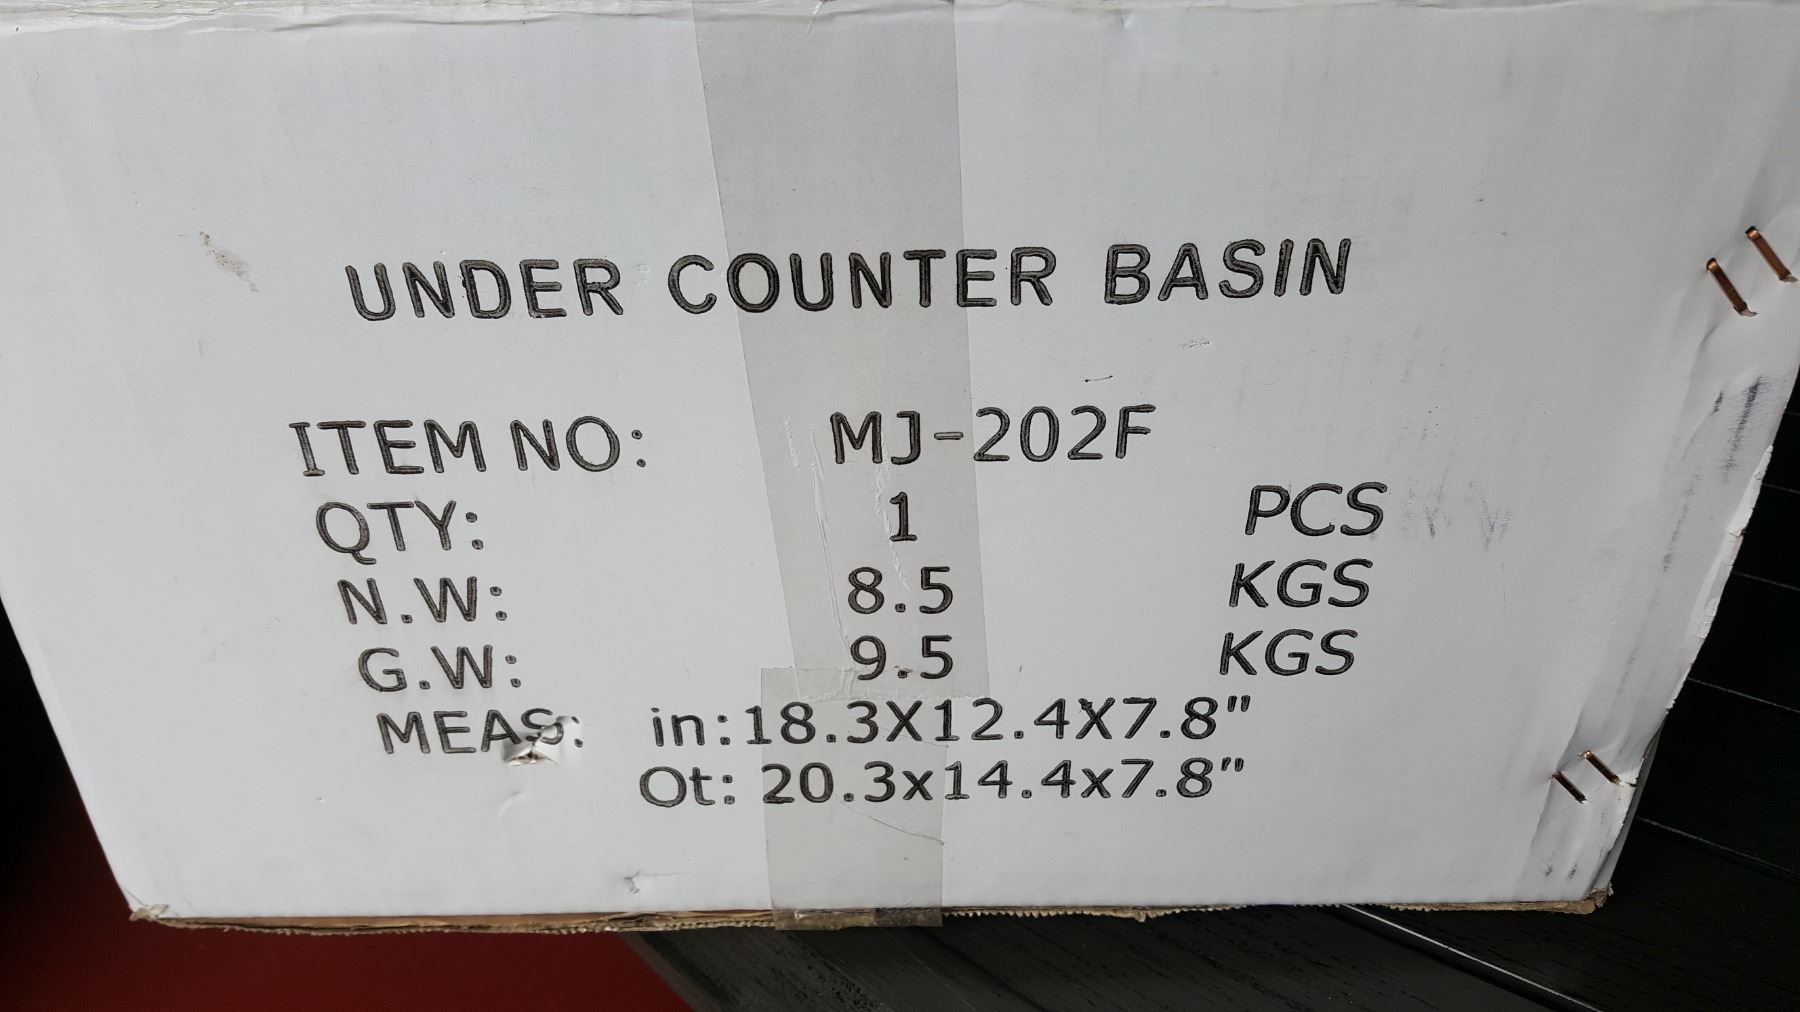 UNDER COUNTER BASIN
ITEM NO: MJ-202F
QTY: 1 PCS
N.W: 8.5 KGS
G.W: 9.5 KGS
MEAS: in:18.3X12.4X7.8"
Ot: 20.3x14.4x7.8"